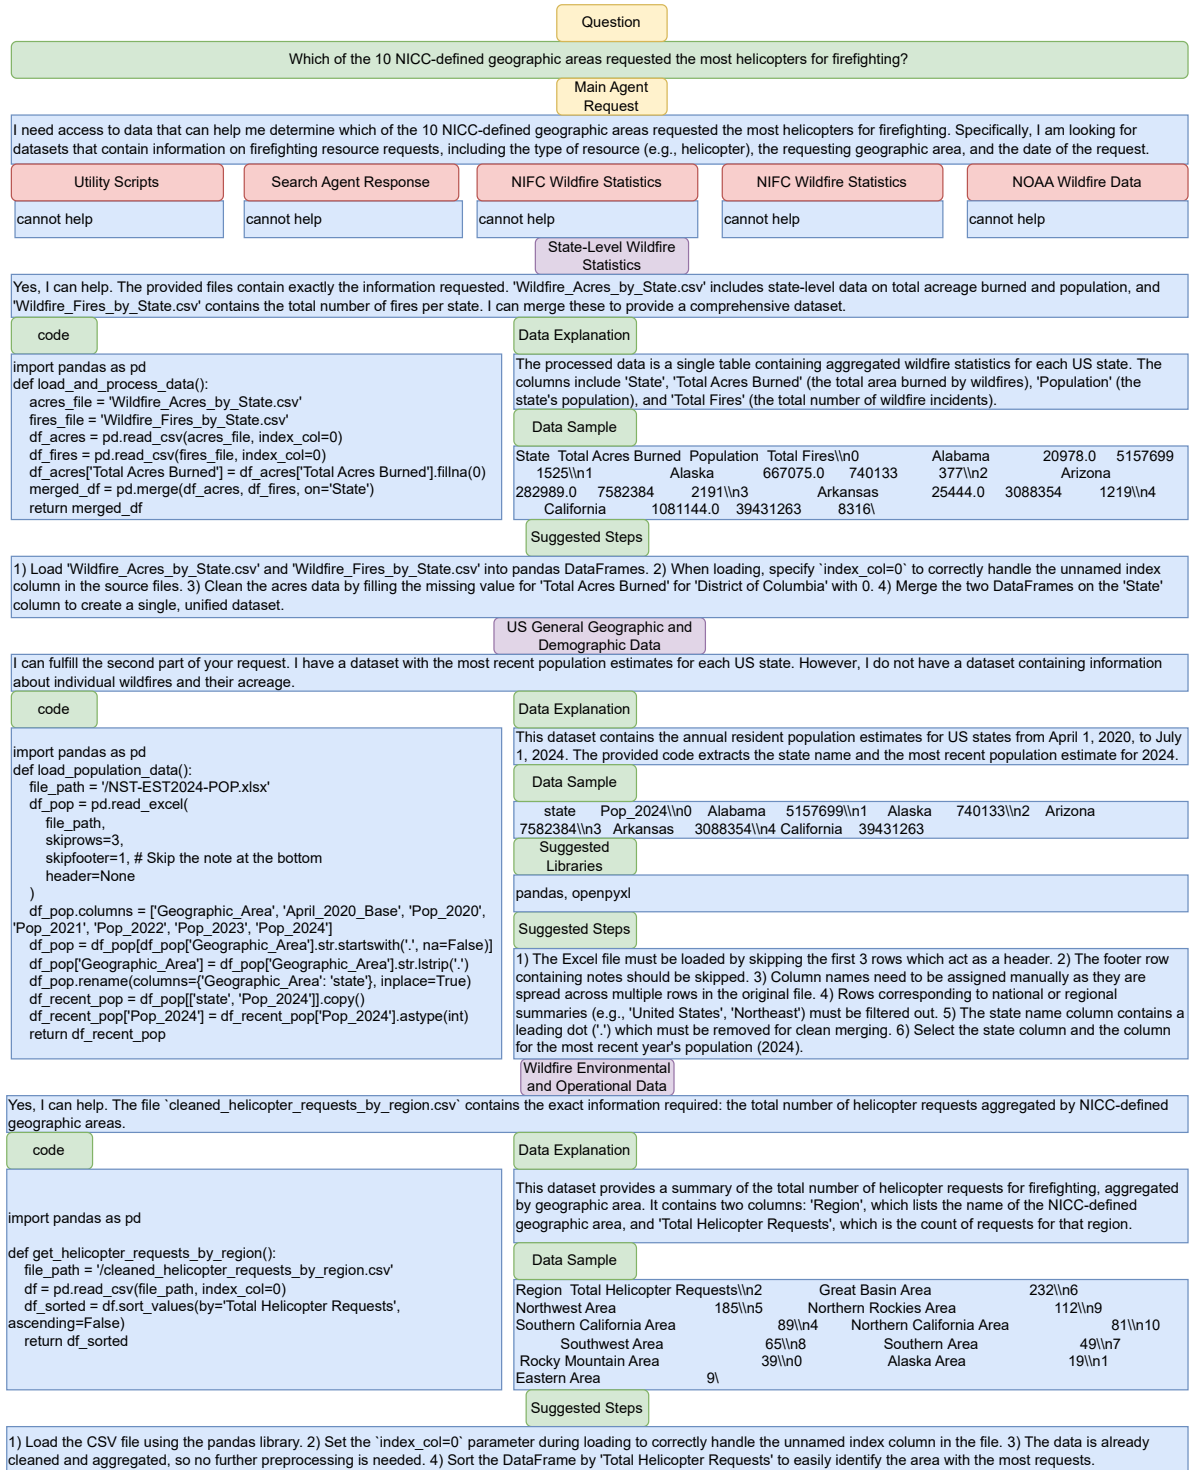 Question
Which of the 10 NICC-defined geographic areas requested the most helicopters for firefighting?
Main Agent
Request
I need access to data that can help me determine which of the 10 NICC-defined geographic areas requested the most helicopters for firefighting. Specifically, I am looking for
datasets that contain information on firefighting resource requests, including the type of resource (e.g., helicopter), the requesting geographic area, and the date of the request.
Utility Scripts
Search Agent Response
NIFC Wildfire Statistics
NIFC Wildfire Statistics
NOAA Wildfire Data
cannot help
cannot help
cannot help
cannot help
cannot help
State-Level Wildfire
Statistics
Yes, I can help. The provided files contain exactly the information requested. 'Wildfire_Acres_by_State.csv' includes state-level data on total acreage burned and population, and
'Wildfire_Fires_by_State.csv' contains the total number of fires per state. I can merge these to provide a comprehensive dataset.
code
import pandas as pd
def load_and_process_data():
acres_file = 'Wildfire_Acres_by_State.csv'
fires_file = 'Wildfire_Fires_by_State.csv'
df_acres = pd.read_csv(acres_file, index_col=0)
df_fires = pd.read_csv(fires_file, index_col=0)
df_acres['Total Acres Burned'] = df_acres['Total Acres Burned'].fillna(0)
merged_df = pd.merge(df_acres, df_fires, on='State')
return merged_df
Data Explanation
The processed data is a single table containing aggregated wildfire statistics for each US state. The
columns include 'State', 'Total Acres Burned' (the total area burned by wildfires), 'Population' (the
state's population), and 'Total Fires' (the total number of wildfire incidents).
Data Sample
State  Total Acres Burned  Population  Total Fires\\n0  Alabama  20978.0  5157699
1525\\n1  Alaska  667075.0  740133  377\\n2  Arizona
282989.0  7582384  2191\\n3  Arkansas  25444.0  3088354  1219\\n4
California  1081144.0  39431263  8316\
Suggested Steps
1) Load 'Wildfire_Acres_by_State.csv' and 'Wildfire_Fires_by_State.csv' into pandas DataFrames. 2) When loading, specify `index_col=0` to correctly handle the unnamed index
column in the source files. 3) Clean the acres data by filling the missing value for 'Total Acres Burned' for 'District of Columbia' with 0. 4) Merge the two DataFrames on the 'State'
column to create a single, unified dataset.
US General Geographic and
Demographic Data
I can fulfill the second part of your request. I have a dataset with the most recent population estimates for each US state. However, I do not have a dataset containing information
about individual wildfires and their acreage.
code
import pandas as pd
def load_population_data():
file_path = '/NST-EST2024-POP.xlsx'
df_pop = pd.read_excel(
file_path,
skiprows=3,
skipfooter=1, # Skip the note at the bottom
header=None
)
df_pop.columns = ['Geographic_Area', 'April_2020_Base', 'Pop_2020',
'Pop_2021', 'Pop_2022', 'Pop_2023', 'Pop_2024']
df_pop = df_pop[df_pop['Geographic_Area'].str.startswith('.', na=False)]
df_pop['Geographic_Area'] = df_pop['Geographic_Area'].str.lstrip('.')
df_pop.rename(columns={'Geographic_Area': 'state'}, inplace=True)
df_recent_pop = df_pop[['state', 'Pop_2024']].copy()
df_recent_pop['Pop_2024'] = df_recent_pop['Pop_2024'].astype(int)
return df_recent_pop
Data Explanation
This dataset contains the annual resident population estimates for US states from April 1, 2020, to July
1, 2024. The provided code extracts the state name and the most recent population estimate for 2024.
Data Sample
state  Pop_2024\\n0  Alabama  5157699\\n1  Alaska  740133\\n2  Arizona
7582384\\n3  Arkansas  3088354\\n4 California  39431263
Suggested
Libraries
pandas, openpyxl
Suggested Steps
1) The Excel file must be loaded by skipping the first 3 rows which act as a header. 2) The footer row
containing notes should be skipped. 3) Column names need to be assigned manually as they are
spread across multiple rows in the original file. 4) Rows corresponding to national or regional
summaries (e.g., 'United States', 'Northeast') must be filtered out. 5) The state name column contains a
leading dot ('.') which must be removed for clean merging. 6) Select the state column and the column
for the most recent year's population (2024).
Wildfire Environmental
and Operational Data
Yes, I can help. The file `cleaned_helicopter_requests_by_region.csv` contains the exact information required: the total number of helicopter requests aggregated by NICC-defined
geographic areas.
code
import pandas as pd
def get_helicopter_requests_by_region():
file_path = '/cleaned_helicopter_requests_by_region.csv'
df = pd.read_csv(file_path, index_col=0)
df_sorted = df.sort_values(by='Total Helicopter Requests',
ascending=False)
return df_sorted
Data Explanation
This dataset provides a summary of the total number of helicopter requests for firefighting, aggregated
by geographic area. It contains two columns: 'Region', which lists the name of the NICC-defined
geographic area, and 'Total Helicopter Requests', which is the count of requests for that region.
Data Sample
Region  Total Helicopter Requests\\n2  Great Basin Area  232\\n6
Northwest Area  185\\n5  Northern Rockies Area  112\\n9
Southern California Area  89\\n4  Northern California Area  81\\n10
Southwest Area  65\\n8  Southern Area  49\\n7
Rocky Mountain Area  39\\n0  Alaska Area  19\\n1
Eastern Area  9\
Suggested Steps
1) Load the CSV file using the pandas library. 2) Set the `index_col=0` parameter during loading to correctly handle the unnamed index column in the file. 3) The data is already
cleaned and aggregated, so no further preprocessing is needed. 4) Sort the DataFrame by 'Total Helicopter Requests' to easily identify the area with the most requests.